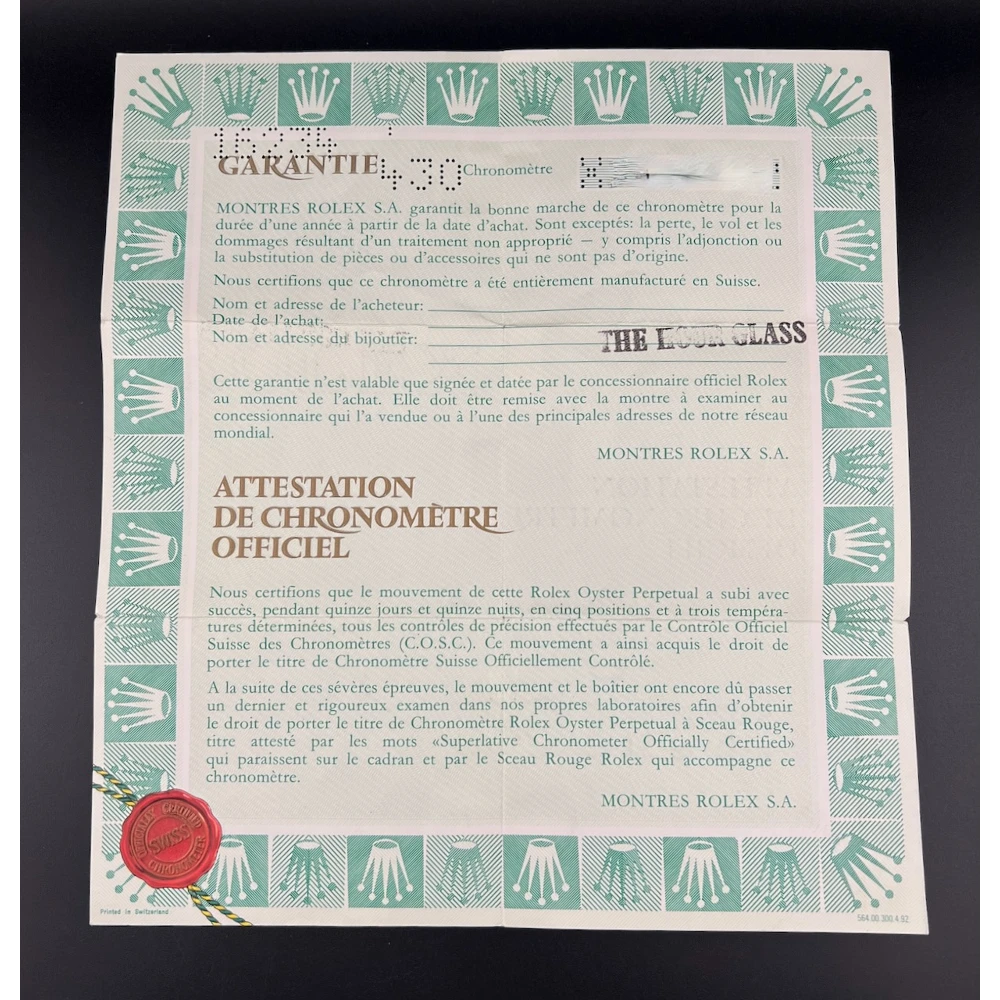 16234
GARANTIE 430 Chronomètre
MONTRES ROLEX S.A. garantit la bonne marche de ce chronomètre pour la
durée d'une année à partir de la date d'achat. Sont exceptés: la perte, le vol et les
dommages résultant d'un traitement non approprié — y compris l'adjonction ou
la substitution de pièces ou d'accessoires qui ne sont pas d'origine.
Nous certifions que ce chronomètre a été entièrement manufacturé en Suisse.
Nom et adresse de l'acheteur:
Date de l'achat:
Nom et adresse du bijoutier:
THE HOUR GLASS
Cette garantie n'est valable que signée et datée par le concessionnaire officiel Rolex
au moment de l'achat. Elle doit être remise avec la montre à examiner au
concessionnaire qui l'a vendue ou à l'une des principales adresses de notre réseau
mondial.
MONTRES ROLEX S.A.
ATTESTATION
DE CHRONOMÈTRE
OFFICIEL
Nous certifions que le mouvement de cette Rolex Oyster Perpetual a subi avec
succès, pendant quinze jours et quinze nuits, en cinq positions et à trois tempéra-
tures déterminées, tous les contrôles de précision effectués par le Contrôle Officiel
Suisse des Chronomètres (C.O.S.C.). Ce mouvement a ainsi acquis le droit de
porter le titre de Chronomètre Suisse Officiellement Contrôlé.
A la suite de ces sévères épreuves, le mouvement et le boîtier ont encore dû passer
un dernier et rigoureux examen dans nos propres laboratoires afin d'obtenir
le droit de porter le titre de Chronomètre Rolex Oyster Perpetual à Sceau Rouge,
titre attesté par les mots «Superlative Chronometer Officially Certified»
qui paraissent sur le cadran et par le Sceau Rouge Rolex qui accompagne ce
chronomètre.
MONTRES ROLEX S.A.
OFFICIALLY CERTIFIED
SWISS
CHRONOMETER
Printed in Switzerland
564.00.300.4.92